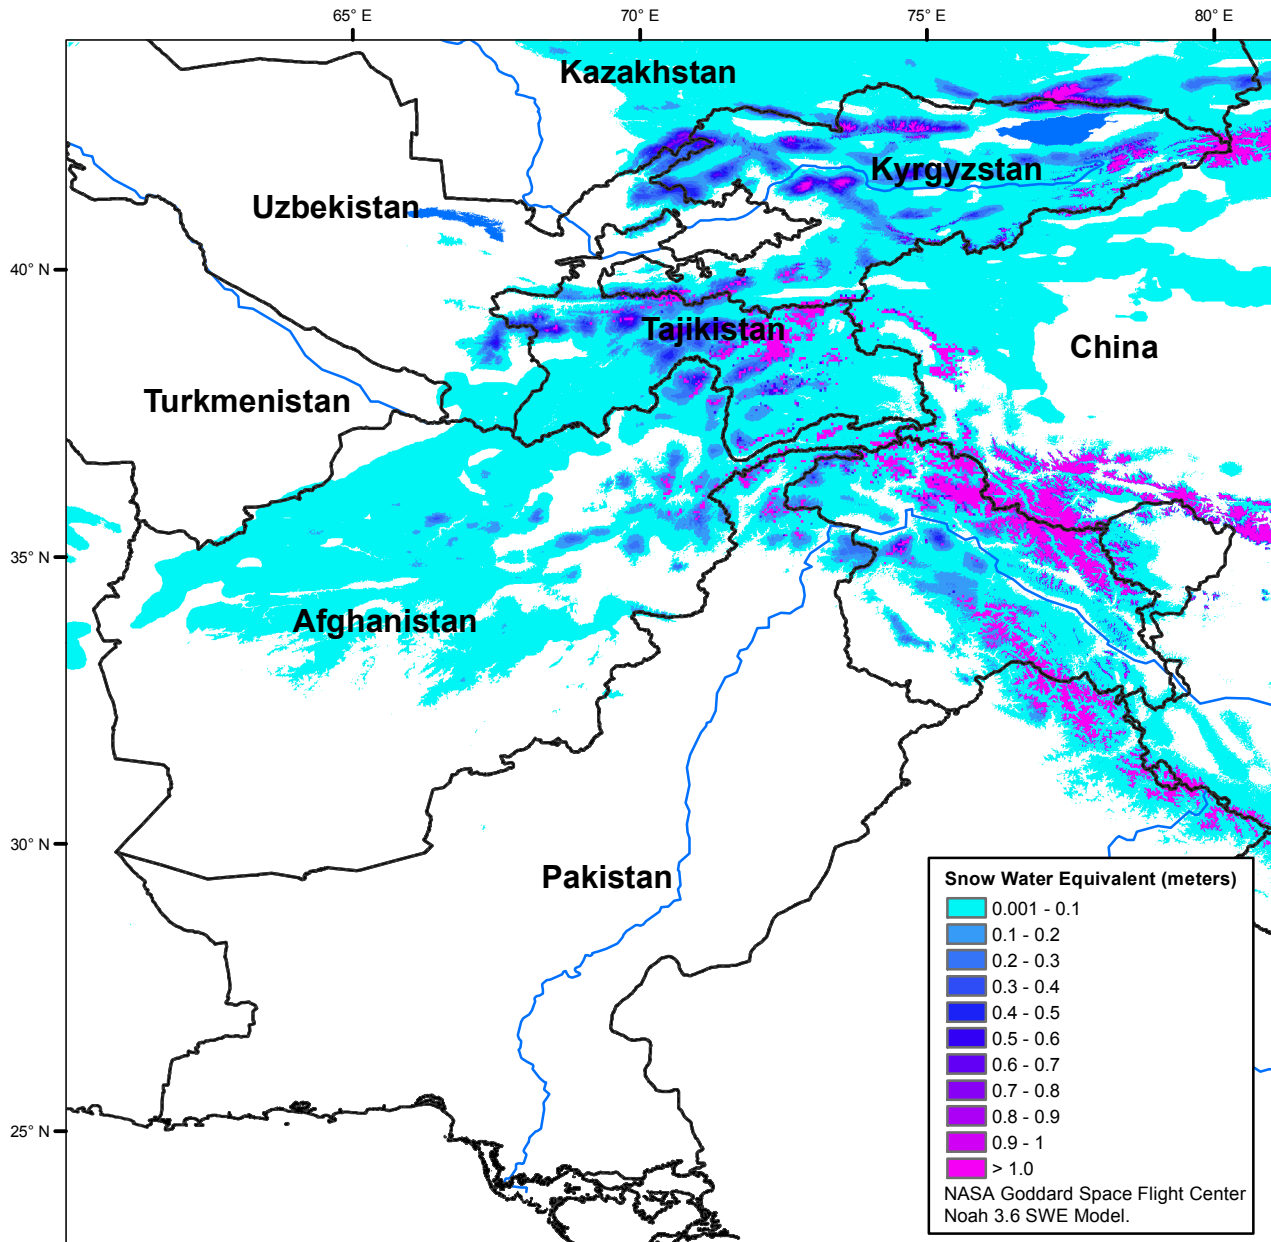 65° E
70° E
75° E
80° E
Kazakhstan
Kyrgyzstan
Uzbekistan
40° N
Tajikistan
China
Turkmenistan
35° N
Afghanistan
30° N
Pakistan
25° N
Snow Water Equivalent (meters)
0.001 - 0.1
0.1 - 0.2
0.2 - 0.3
0.3 - 0.4
0.4 - 0.5
0.5 - 0.6
0.6 - 0.7
0.7 - 0.8
0.8 - 0.9
0.9 - 1
> 1.0
NASA Goddard Space Flight Center
Noah 3.6 SWE Model.